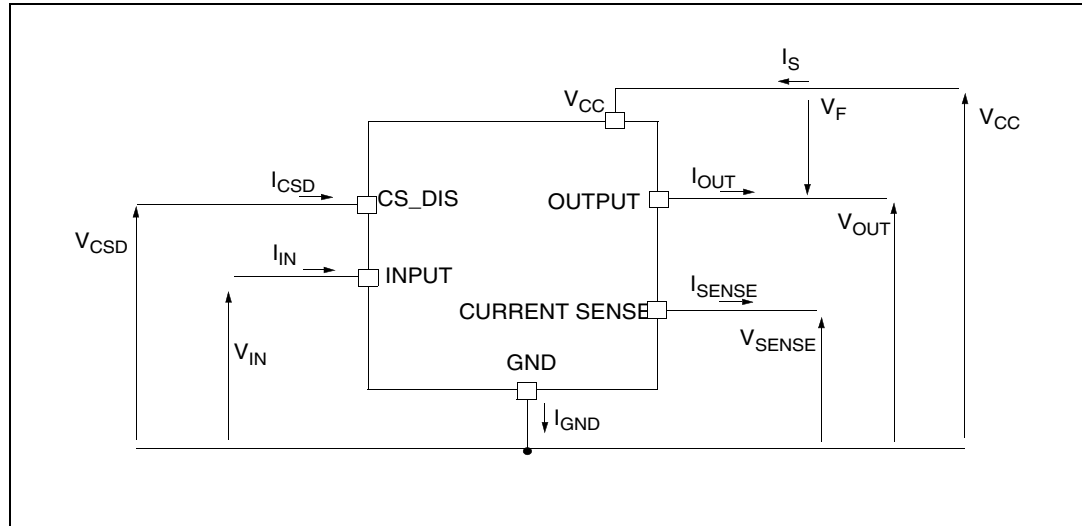 I_S
V_CC
V_F
V_CC
I_CSD
CS_DIS
OUTPUT
I_OUT
V_CSD
V_OUT
I_IN
INPUT
I_SENSE
CURRENT SENSE
V_IN
V_SENSE
GND
I_GND